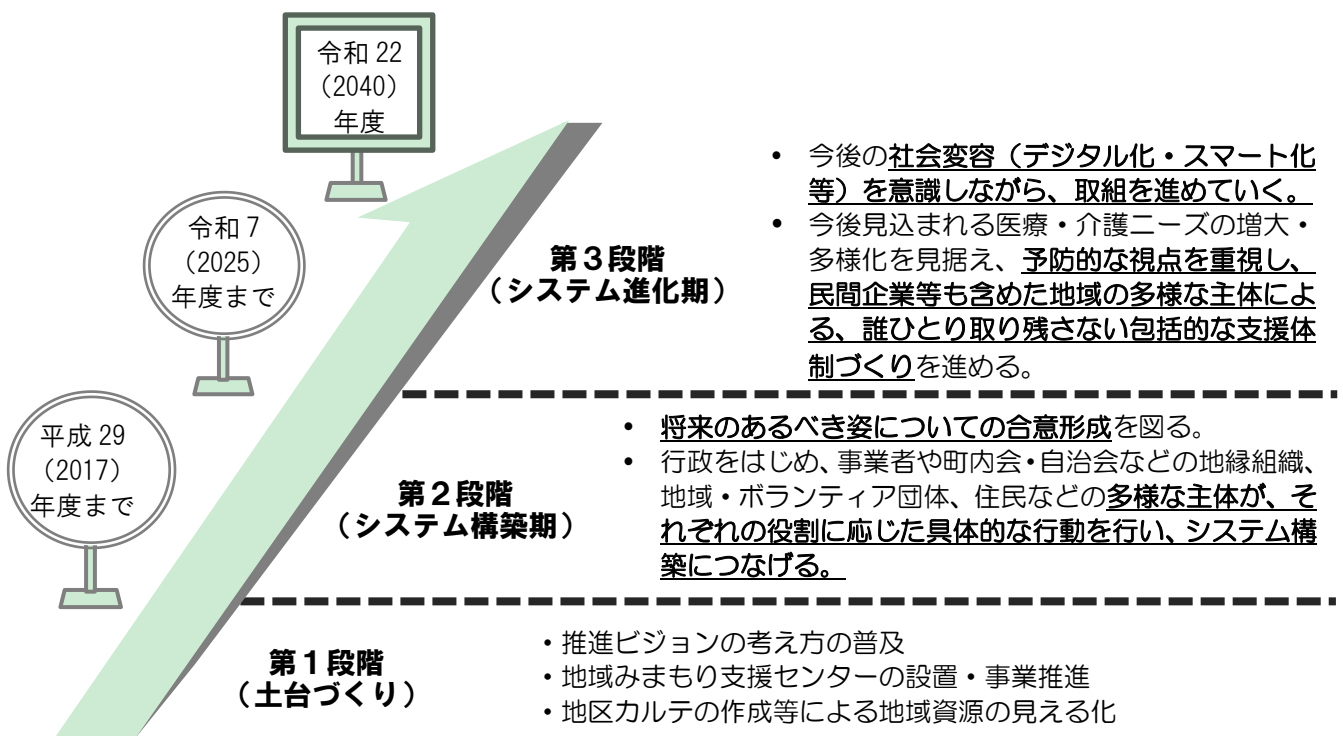 令和 22
（2040）
年度
令和 7
（2025）
年度まで
平成 29
（2017）
年度まで
第３段階
（システム進化期）
• 今後の社会変容（デジタル化・スマート化
等）を意識しながら、取組を進めていく。
• 今後見込まれる医療・介護ニーズの増大・
多様化を見据え、予防的な視点を重視し、
民間企業等も含めた地域の多様な主体によ
る、誰ひとり取り残さない包括的な支援体
制づくりを進める。
第２段階
（システム構築期）
• 将来のあるべき姿についての合意形成を図る。
• 行政をはじめ、事業者や町内会・自治会などの地縁組織、
地域・ボランティア団体、住民などの多様な主体が、そ
れぞれの役割に応じた具体的な行動を行い、システム構
築につなげる。
第１段階
（土台づくり）
・推進ビジョンの考え方の普及
・地域みまもり支援センターの設置・事業推進
・地区カルテの作成等による地域資源の見える化